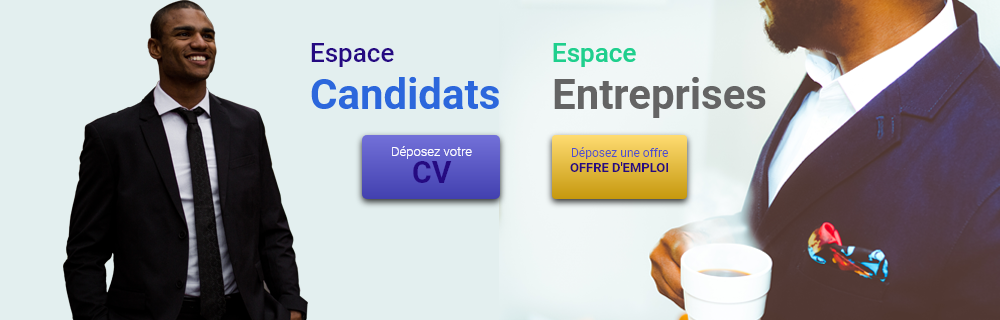 Espace
Candidats
Déposez votre
CV
Espace
Entreprises
Déposez une offre
OFFRE D'EMPLOI